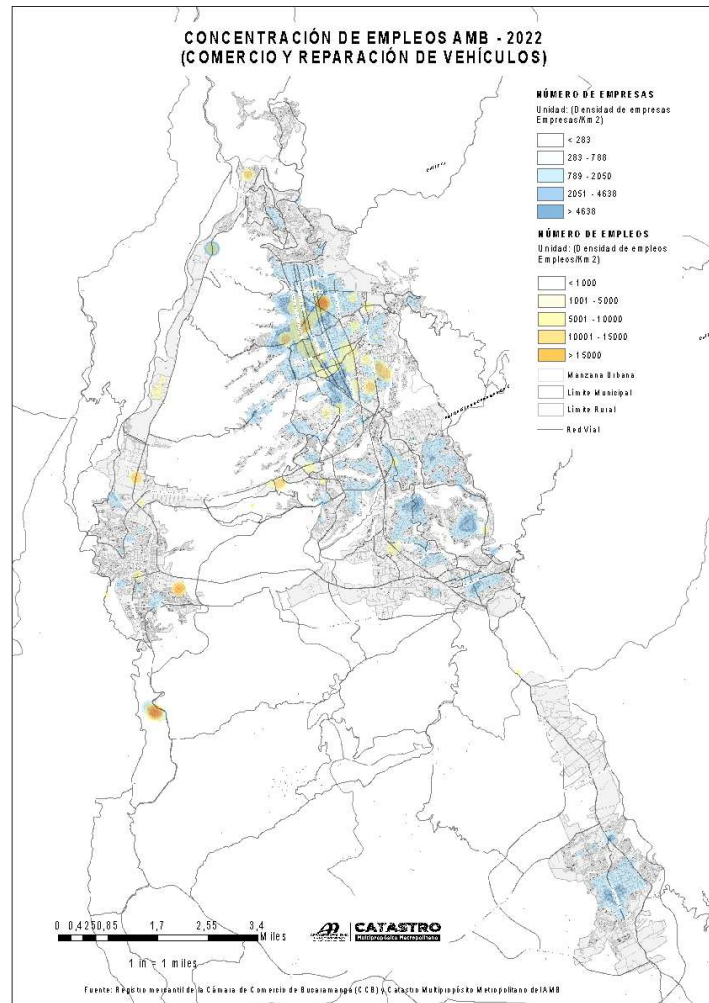 CONCENTRACIÓN DE EMPLEOS AMB - 2022
(COMERCIO Y REPARACIÓN DE VEHÍCULOS)
NÚMERO DE EMPRESAS
Unidad: (Densidad de empresas
Empresas/Km2)
< 283
283 - 788
789 - 2050
2051 - 4638
> 4638
NÚMERO DE EMPLEOS
Unidad: (Densidad de empleos
Empleos/Km2)
< 1000
1001 - 5000
5001 - 10000
10001 - 15000
> 15000
Manzana Urbana
Límite Municipal
Límite Rural
Red Vial
0 0,425 0,85 1,7 2,55 3,4
Miles
1 in = 1 miles
CATASTRO
Multipropósito Metropolitano
Fuente: Registro mercantil de la Cámara de Comercio de Bucaramanga (CCB) y Catastro Multipropósito Metropolitano del AMB